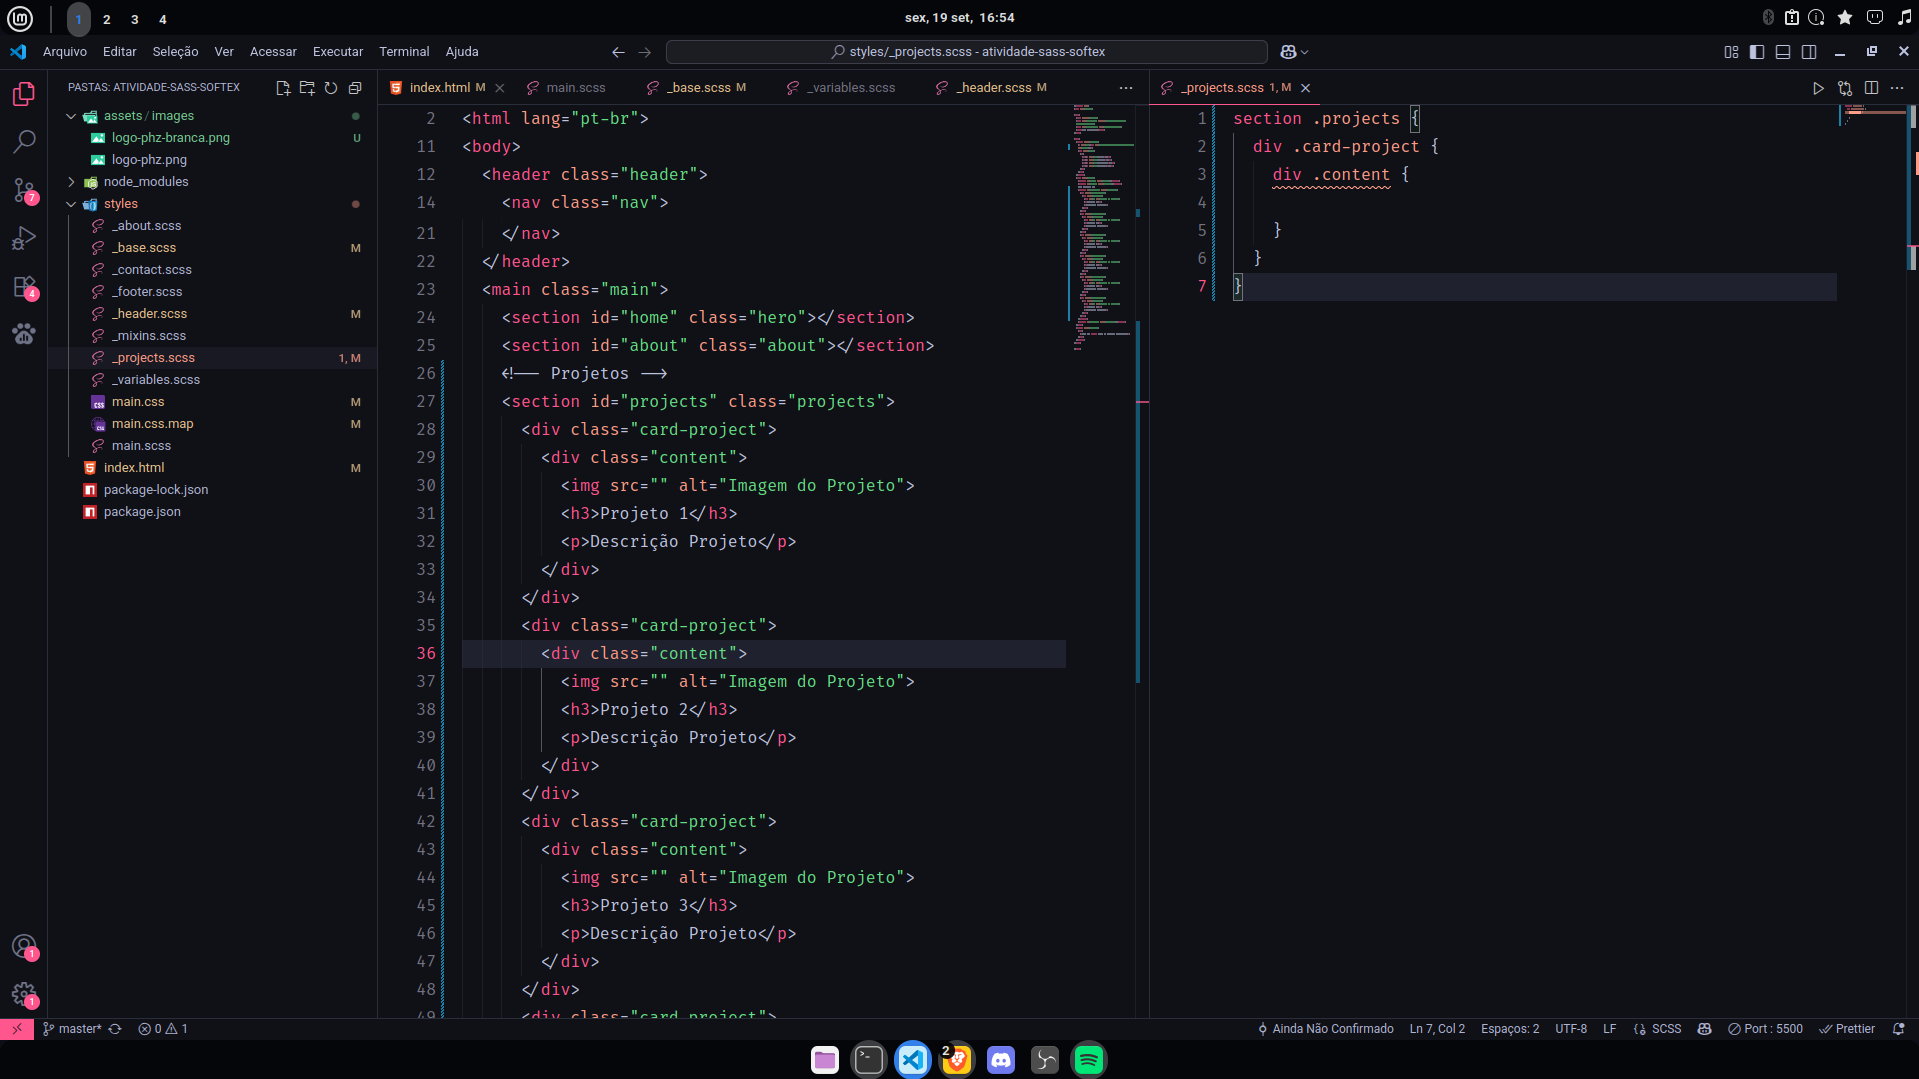 1 2 3 4
sex, 19 set, 16:54
Arquivo Editar Seleção Ver Acessar Executar Terminal Ajuda
styles/_projects.scss - atividade-sass-softex
PASTAS: ATIVIDADE-SASS-SOFTEX
assets / images
logo-phz-branca.png U
logo-phz.png
node_modules
styles
_about.scss
_base.scss M
_contact.scss
_footer.scss
_header.scss M
_mixins.scss
_projects.scss 1, M
_variables.scss
main.css M
main.css.map M
main.scss
index.html M
package-lock.json
package.json
7
4
1
1
index.html M
main.scss
_base.scss M
_variables.scss
_header.scss M
2 <html lang="pt-br">
11 <body>
12 <header class="header">
14 <nav class="nav">
21 </nav>
22 </header>
23 <main class="main">
24 <section id="home" class="hero"></section>
25 <section id="about" class="about"></section>
26 <!-- Projetos -->
27 <section id="projects" class="projects">
28 <div class="card-project">
29 <div class="content">
30 <img src="" alt="Imagem do Projeto">
31 <h3>Projeto 1</h3>
32 <p>Descrição Projeto</p>
33 </div>
34 </div>
35 <div class="card-project">
36 <div class="content">
37 <img src="" alt="Imagem do Projeto">
38 <h3>Projeto 2</h3>
39 <p>Descrição Projeto</p>
40 </div>
41 </div>
42 <div class="card-project">
43 <div class="content">
44 <img src="" alt="Imagem do Projeto">
45 <h3>Projeto 3</h3>
46 <p>Descrição Projeto</p>
47 </div>
48 </div>
49 <div class="card-project">
_projects.scss 1, M
1 section .projects {
2 div .card-project {
3 div .content {
4
5 }
6 }
7 }
master* 0 1
Ainda Não Confirmado Ln 7, Col 2 Espaços: 2 UTF-8 LF SCSS Port : 5500 Prettier
2